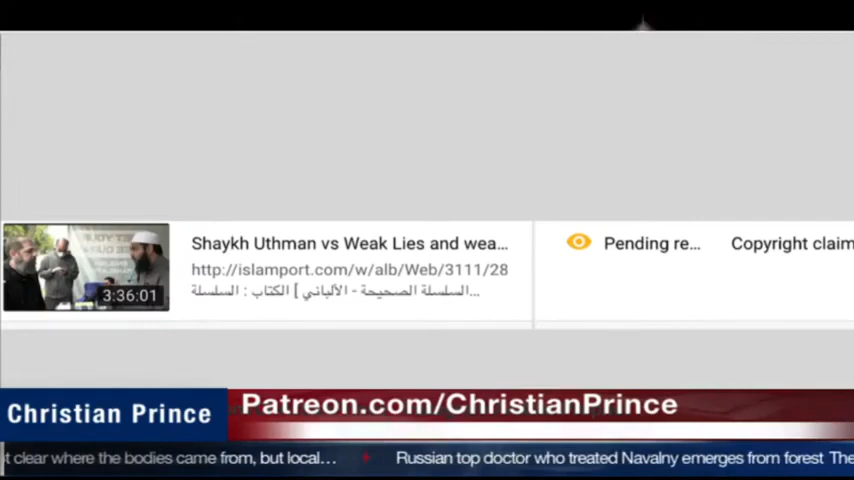 Shaykh Uthman vs Weak Lies and wea...
http://islamport.com/w/alb/Web/3111/28
السلسلة الصحيحة - الألباني ] الكتاب : السلسلة...
3:36:01
Pending re...
Copyright claim
Christian Prince
Patreon.com/ChristianPrince
t clear where the bodies came from, but local...
Russian top doctor who treated Navalny emerges from forest The